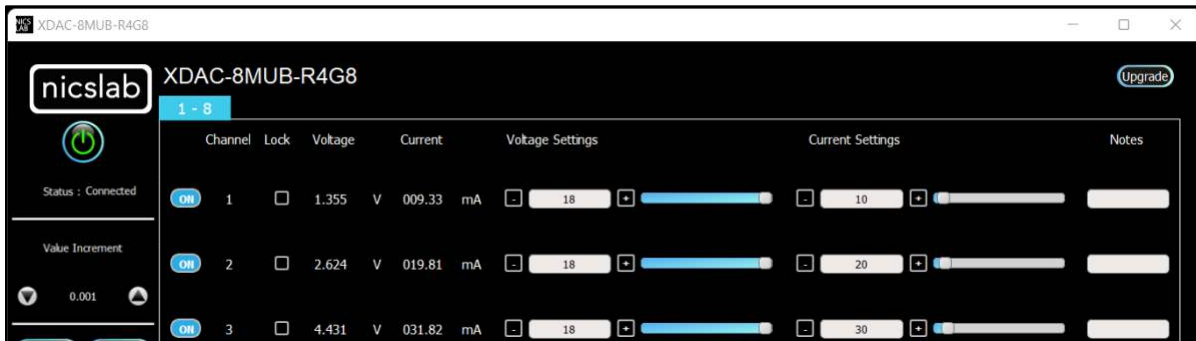 NICS LAB XDAC-8MUB-R4G8
nicslab
XDAC-8MUB-R4G8
Upgrade
1 - 8
Channel Lock Voltage Current Voltage Settings Current Settings Notes
Status : Connected
ON 1 1.355 V 009.33 mA - 18 + - 10 +
Value Increment
ON 2 2.624 V 019.81 mA - 18 + - 20 +
0.001
ON 3 4.431 V 031.82 mA - 18 + - 30 +